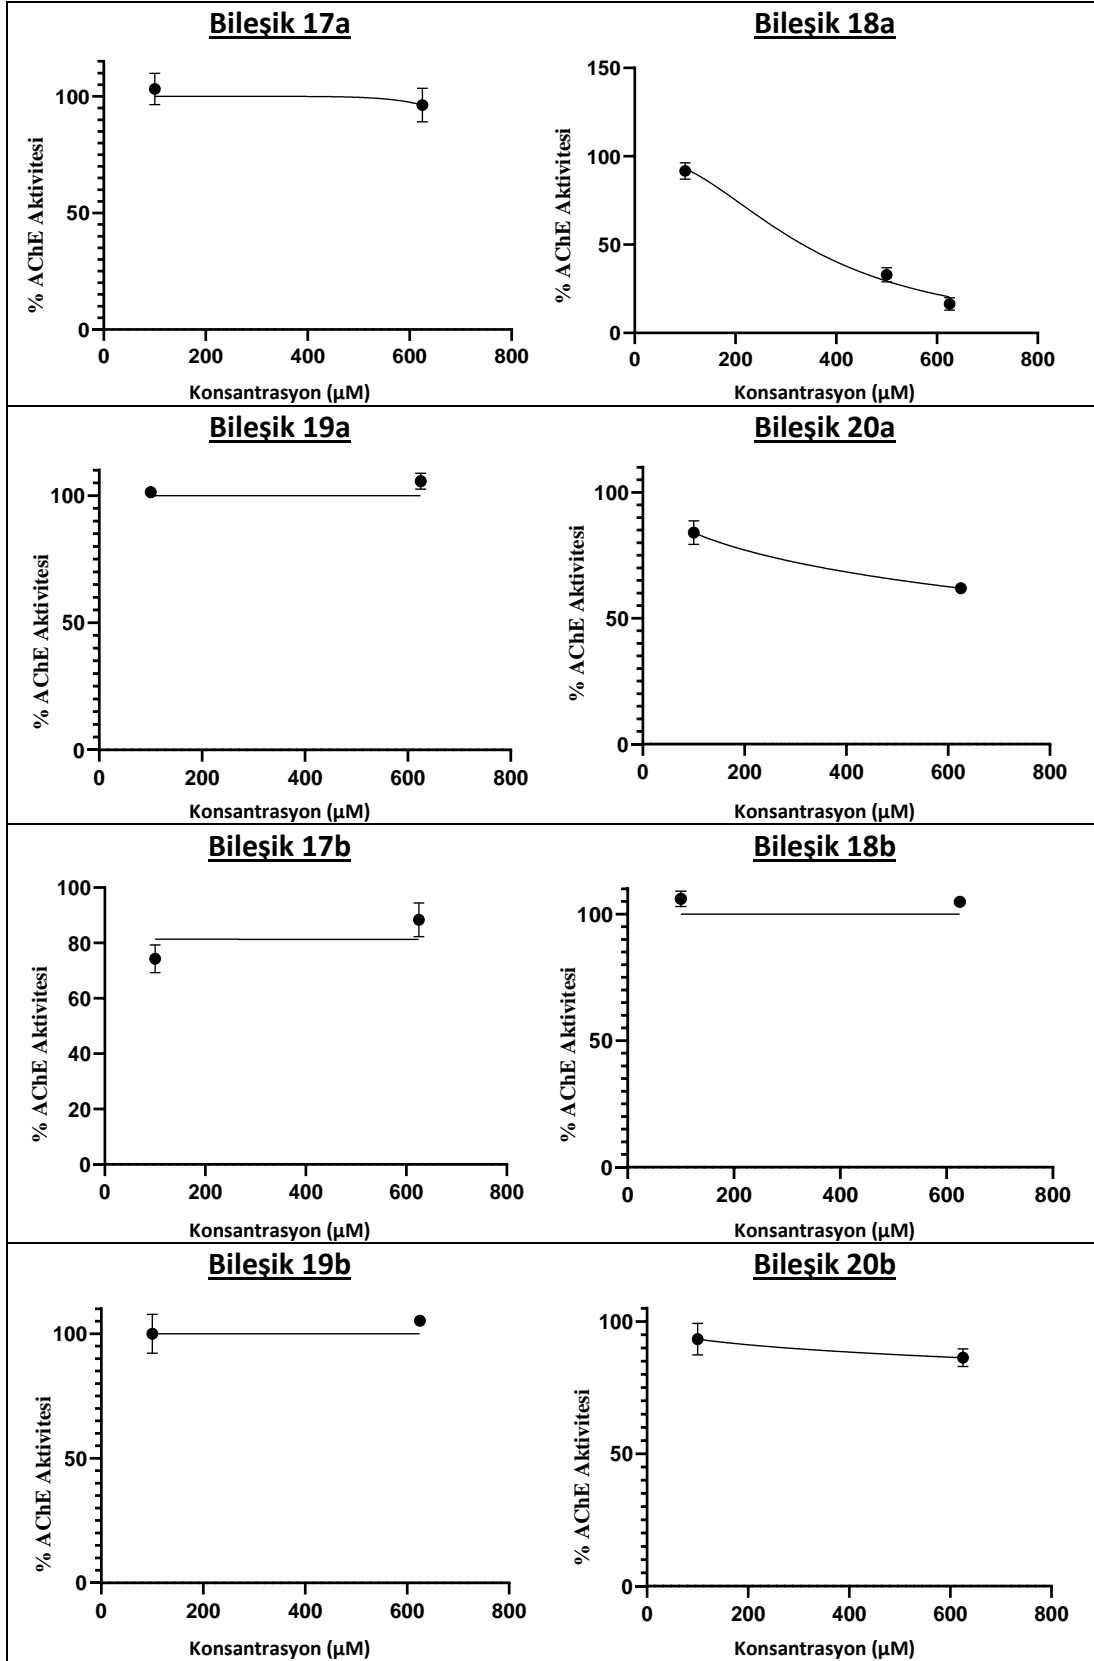 Bileşik 17a
% AChE Aktivitesi
100
50
0
0 200 400 600 800
Konsantrasyon (µM)
Bileşik 18a
% AChE Aktivitesi
150
100
50
0
0 200 400 600 800
Konsantrasyon (µM)
Bileşik 19a
% AChE Aktivitesi
100
50
0
0 200 400 600 800
Konsantrasyon (µM)
Bileşik 20a
% AChE Aktivitesi
100
50
0
0 200 400 600 800
Konsantrasyon (µM)
Bileşik 17b
% AChE Aktivitesi
100
80
60
40
20
0
0 200 400 600 800
Konsantrasyon (µM)
Bileşik 18b
% AChE Aktivitesi
100
50
0
0 200 400 600 800
Konsantrasyon (µM)
Bileşik 19b
% AChE Aktivitesi
100
50
0
0 200 400 600 800
Konsantrasyon (µM)
Bileşik 20b
% AChE Aktivitesi
100
50
0
0 200 400 600 800
Konsantrasyon (µM)